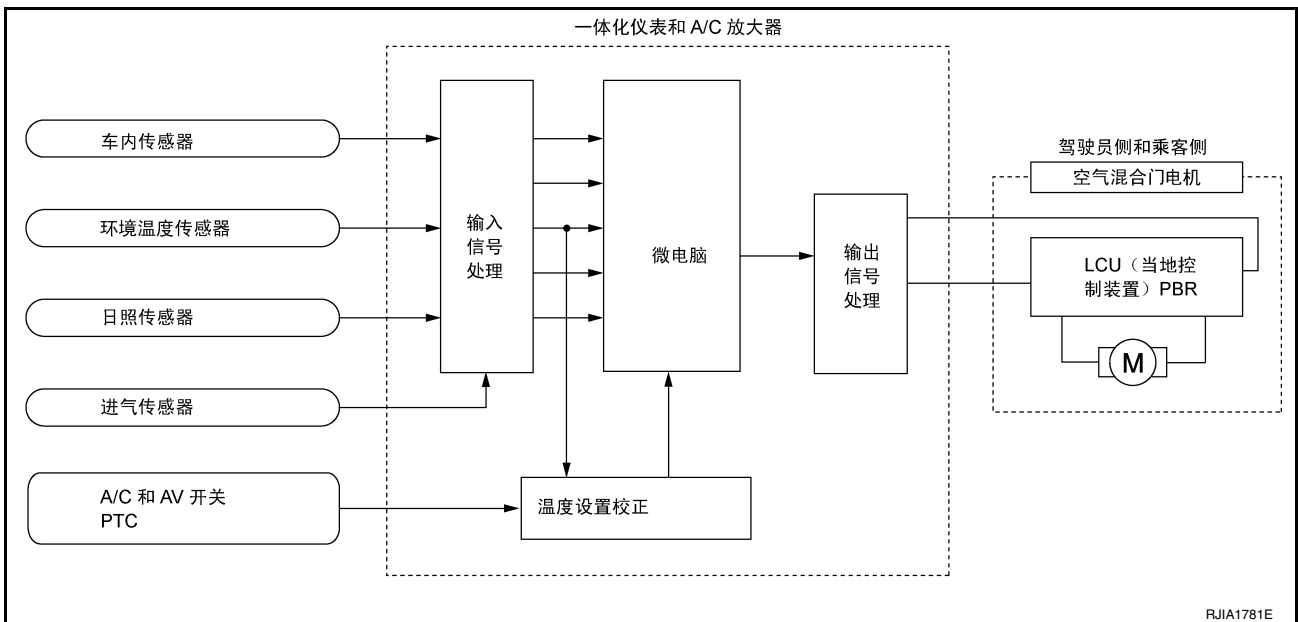 一体化仪表和 A/C 放大器
车内传感器
环境温度传感器
日照传感器
进气传感器
A/C 和 AV 开关
PTC
输入
信号
处理
微电脑
温度设置校正
输出
信号
处理
驾驶员侧和乘客侧
空气混合门电机
LCU（当地控
制装置）PBR
M
RJIA1781E